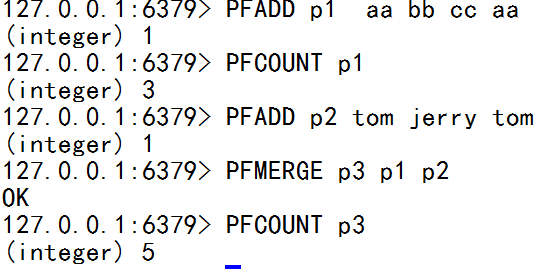 127.0.0.1:6379> PFADD p1  aa bb cc aa
(integer) 1
127.0.0.1:6379> PFCOUNT p1
(integer) 3
127.0.0.1:6379> PFADD p2 tom jerry tom
(integer) 1
127.0.0.1:6379> PFMERGE p3 p1 p2
OK
127.0.0.1:6379> PFCOUNT p3
(integer) 5